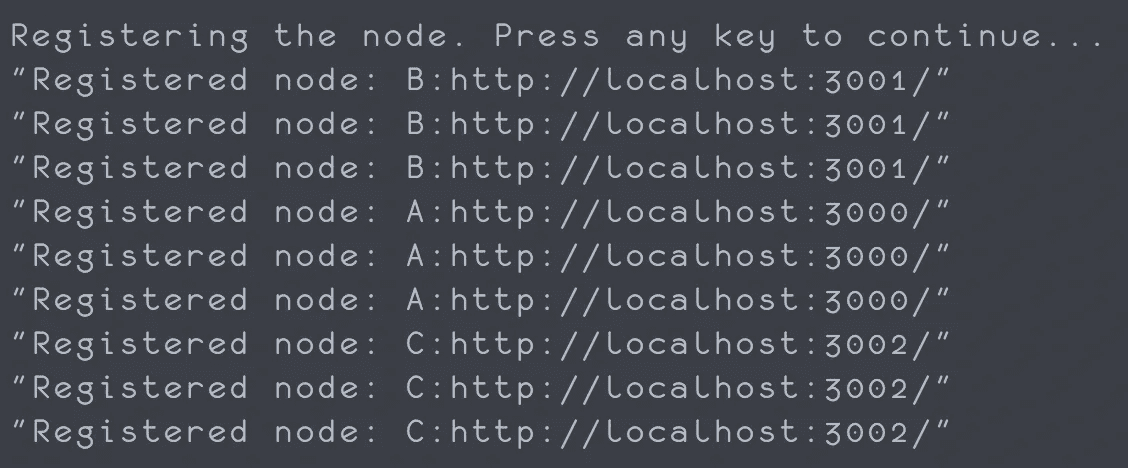 Registering the node. Press any key to continue...
"Registered node: B:http://localhost:3001/"
"Registered node: B:http://localhost:3001/"
"Registered node: B:http://localhost:3001/"
"Registered node: A:http://localhost:3000/"
"Registered node: A:http://localhost:3000/"
"Registered node: A:http://localhost:3000/"
"Registered node: C:http://localhost:3002/"
"Registered node: C:http://localhost:3002/"
"Registered node: C:http://localhost:3002/"